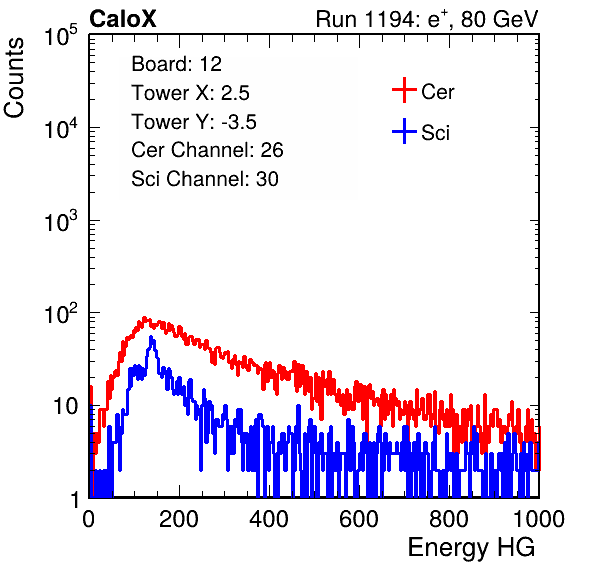 CaloX Run 1194: e⁺, 80 GeV
Counts
Board: 12
Tower X: 2.5
Tower Y: -3.5
Cer Channel: 26
Sci Channel: 30
Cer
Sci
10⁵
10⁴
10³
10²
10
1
0 200 400 600 800 1000
Energy HG